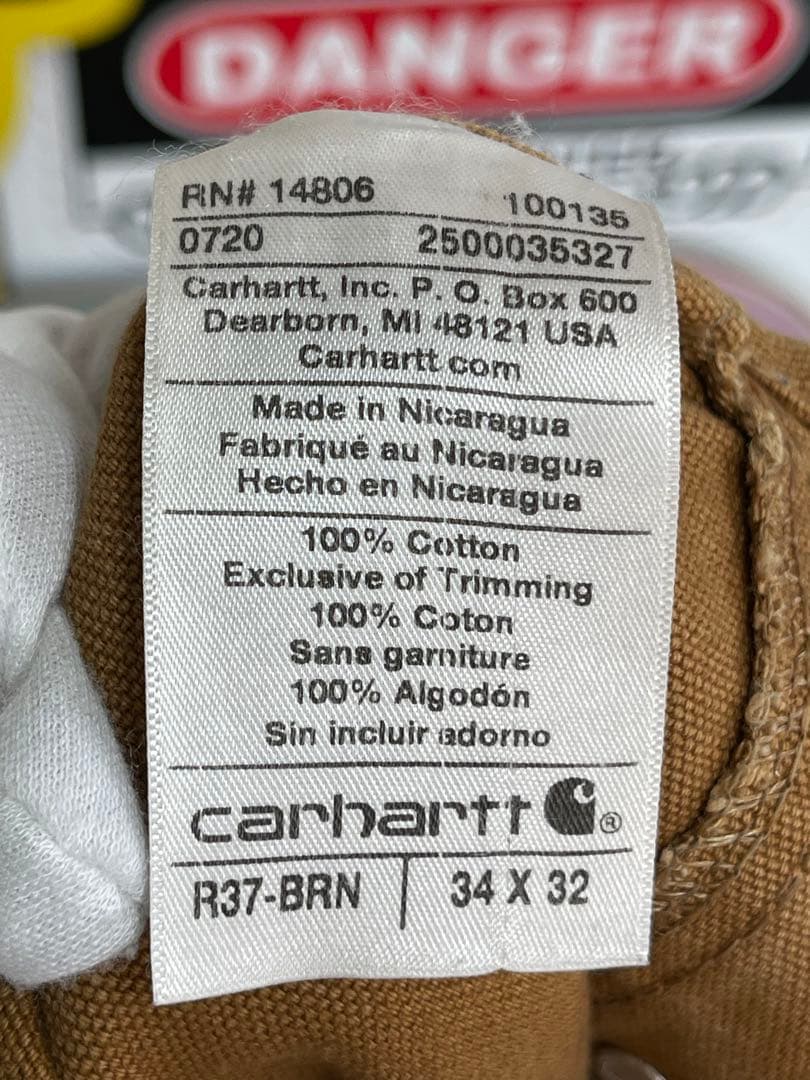 DANGER
RN# 14806 100135
0720 2500035327
Carhartt, Inc. P. O. Box 600
Dearborn, MI 48121 USA
Carhartt.com
Made in Nicaragua
Fabriqué au Nicaragua
Hecho en Nicaragua
100% Cotton
Exclusive of Trimming
100% Coton
Sans garniture
100% Algodón
Sin incluir adorno
carhartt ®
R37-BRN 34 X 32